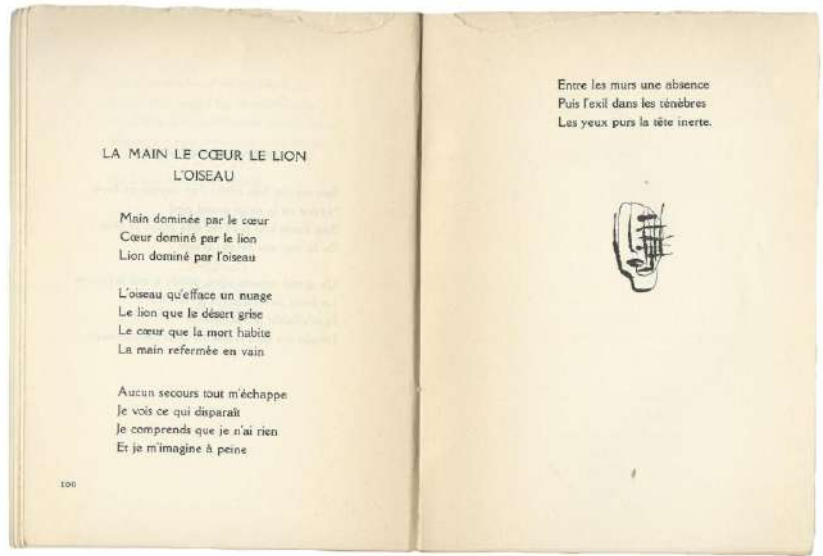 LA MAIN LE CŒUR LE LION
L'OISEAU
Main dominée par le cœur
Cœur dominé par le lion
Lion dominé par l'oiseau
L'oiseau qu'efface un nuage
Le lion que le désert grise
Le cœur que la mort habite
La main refermée en vain
Aucun secours tout m'échappe
Je vois ce qui disparaît
Je comprends que je n'ai rien
Et je m'imagine à peine
100
Entre les murs une absence
Puis l'exil dans les ténèbres
Les yeux purs la tête inerte.